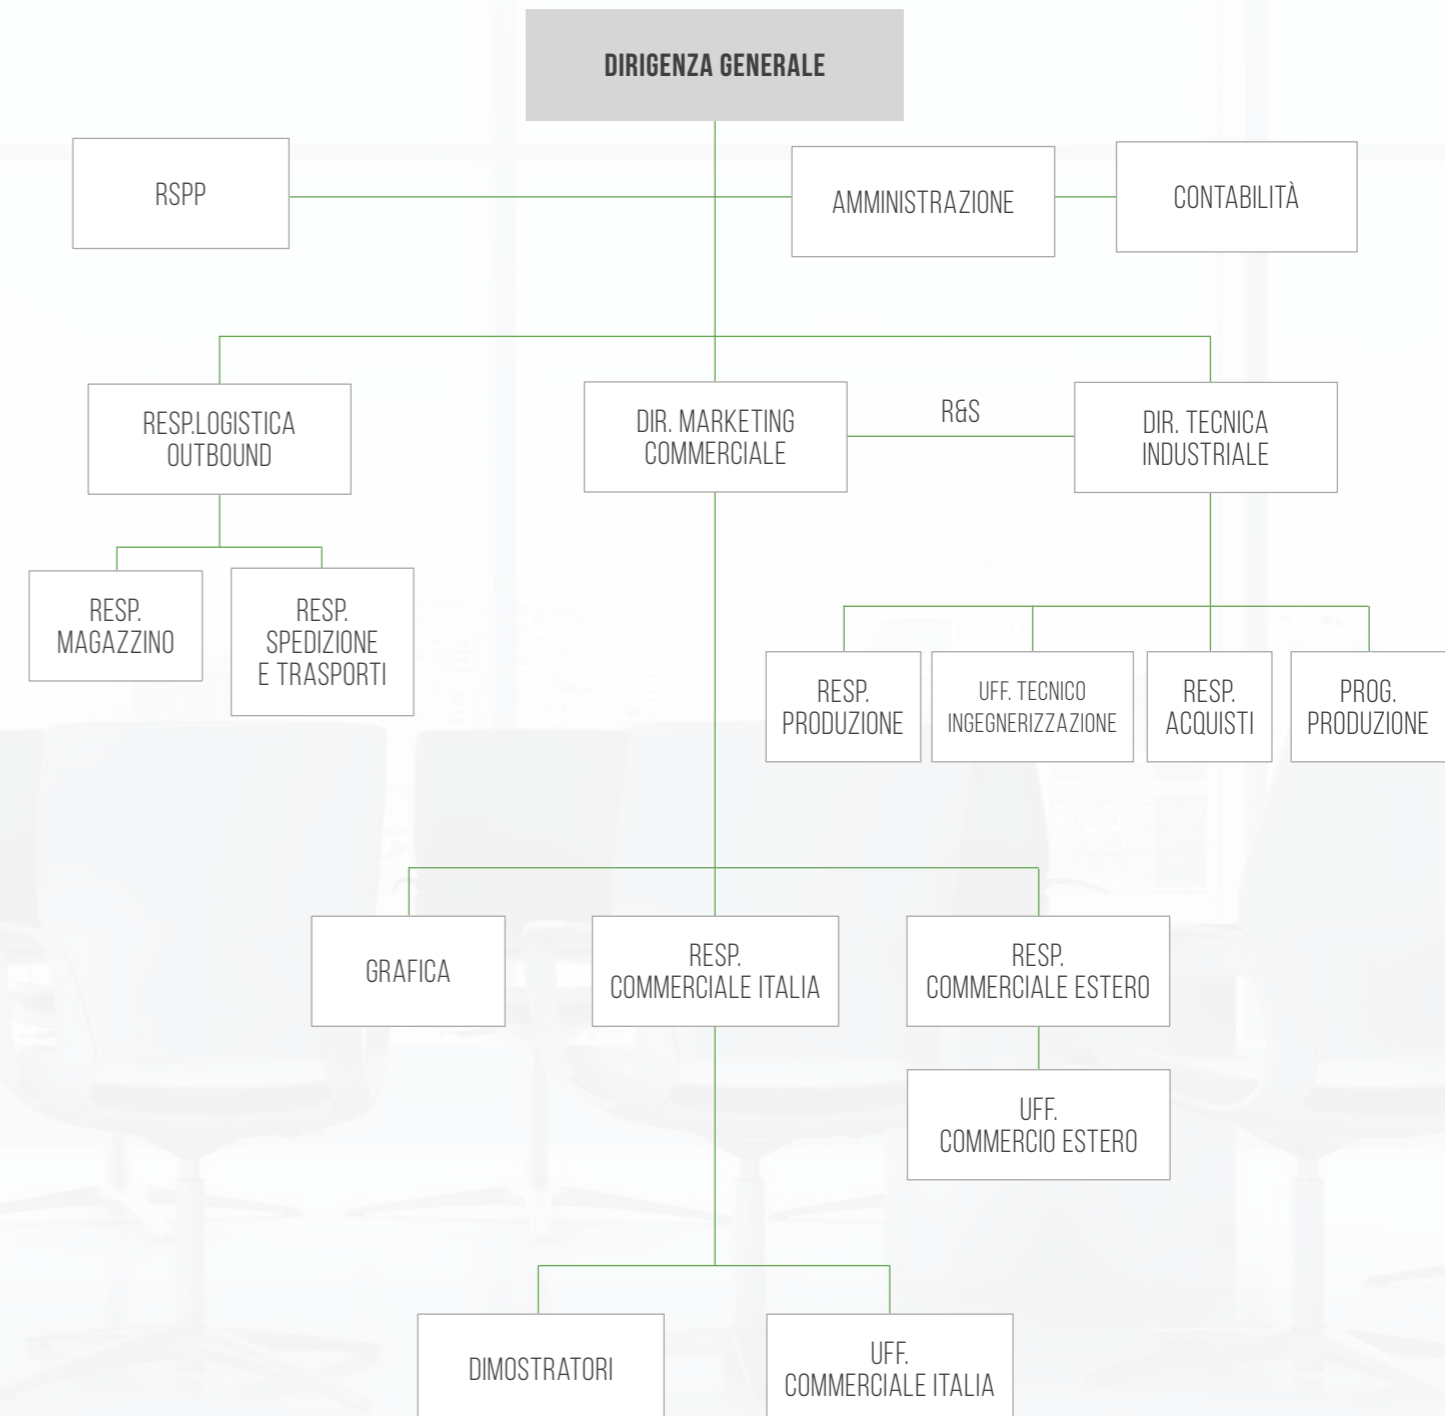 DIRIGENZA GENERALE
RSPP
AMMINISTRAZIONE
CONTABILITÀ
RESP.LOGISTICA
OUTBOUND
DIR. MARKETING
COMMERCIALE
R&S
DIR. TECNICA
INDUSTRIALE
RESP.
MAGAZZINO
RESP.
SPEDIZIONE
E TRASPORTI
RESP.
PRODUZIONE
UFF. TECNICO
INGEGNERIZZAZIONE
RESP.
ACQUISTI
PROG.
PRODUZIONE
GRAFICA
RESP.
COMMERCIALE ITALIA
RESP.
COMMERCIALE ESTERO
UFF.
COMMERCIO ESTERO
DIMOSTRATORI
UFF.
COMMERCIALE ITALIA